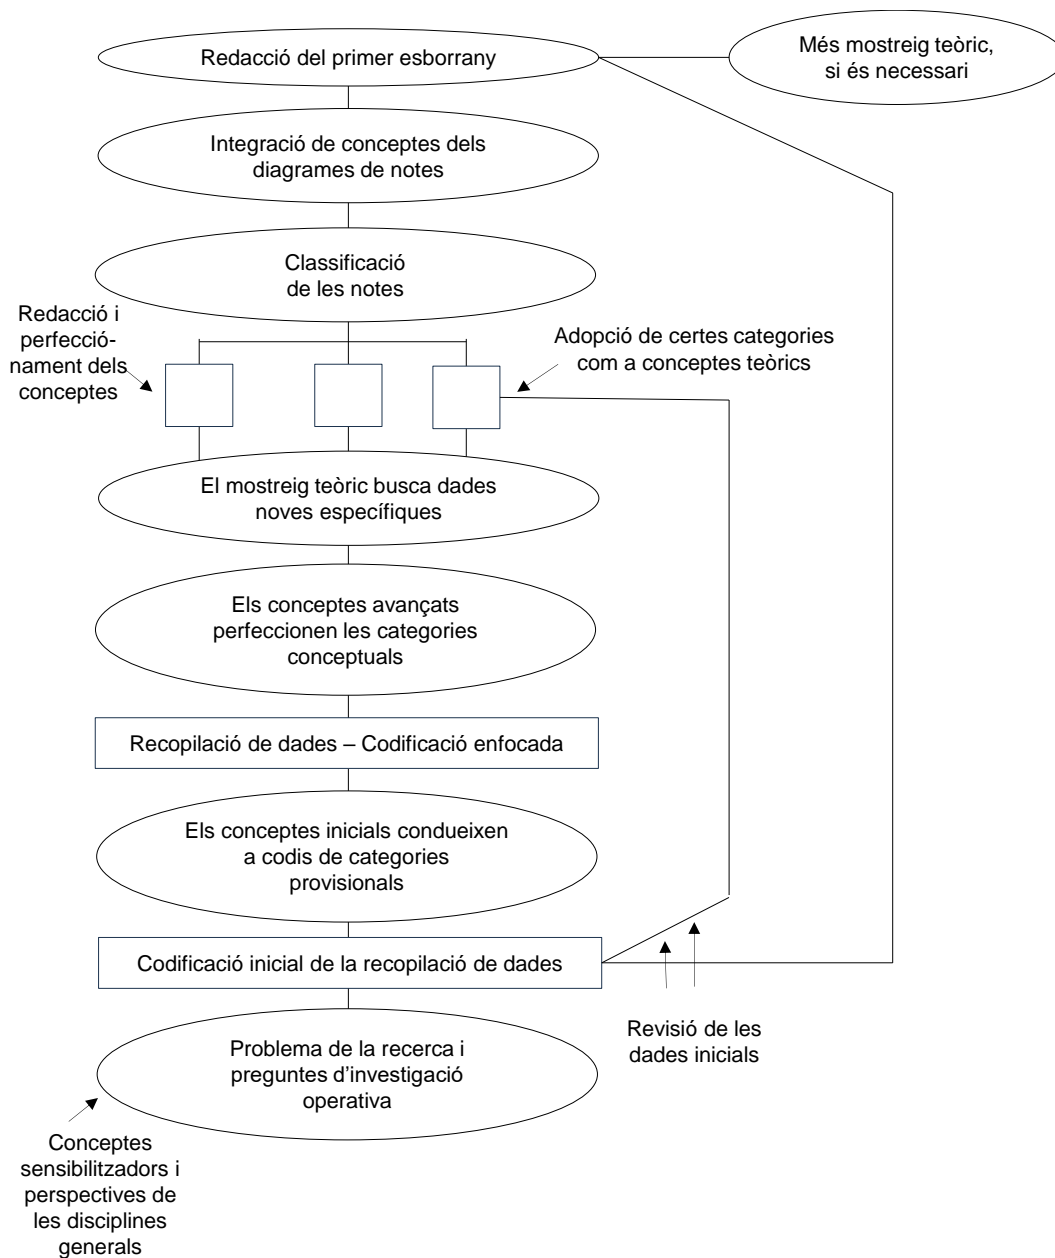 Redacció del primer esborrany
Més mostreig teòric,
si és necessari
Integració de conceptes dels
diagrames de notes
Classificació
de les notes
Redacció i
perfecció-
nament dels
conceptes
Adopció de certes categories
com a conceptes teòrics
El mostreig teòric busca dades
noves específiques
Els conceptes avançats
perfeccionen les categories
conceptuals
Recopilació de dades – Codificació enfocada
Els conceptes inicials condueixen
a codis de categories
provisionals
Codificació inicial de la recopilació de dades
Revisió de les
dades inicials
Problema de la recerca i
preguntes d’investigació
operativa
Conceptes
sensibilitzadors i
perspectives de
les disciplines
generals